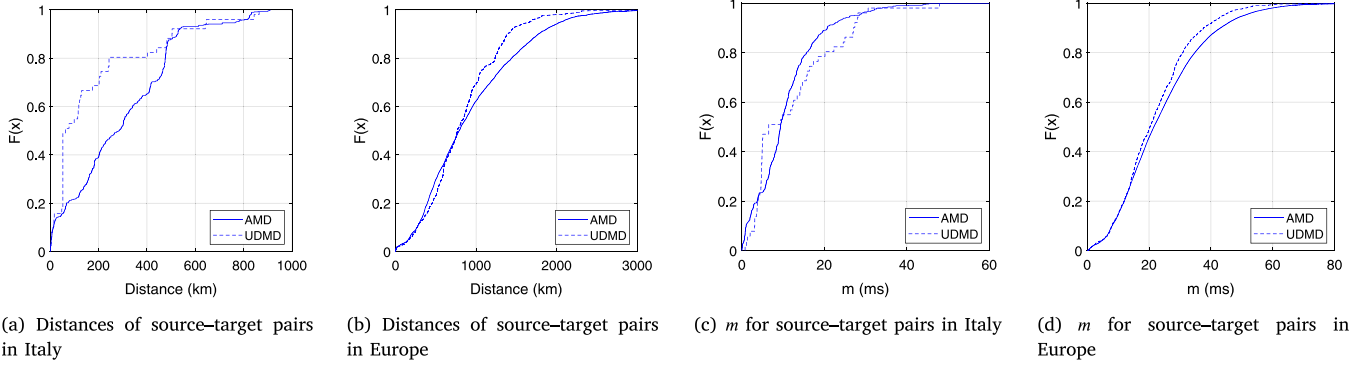 1
0.8
0.6
0.4
0.2
0
F(x)
0 200 400 600 800 1000
Distance (km)
AMD
UDMD
(a) Distances of source–target pairs
in Italy
1
0.8
0.6
0.4
0.2
0
F(x)
0 1000 2000 3000
Distance (km)
AMD
UDMD
(b) Distances of source–target pairs
in Europe
1
0.8
0.6
0.4
0.2
0
F(x)
0 20 40 60
m (ms)
AMD
UDMD
(c) m for source–target pairs in Italy
1
0.8
0.6
0.4
0.2
0
F(x)
0 20 40 60 80
m (ms)
AMD
UDMD
(d) m for source–target pairs in
Europe